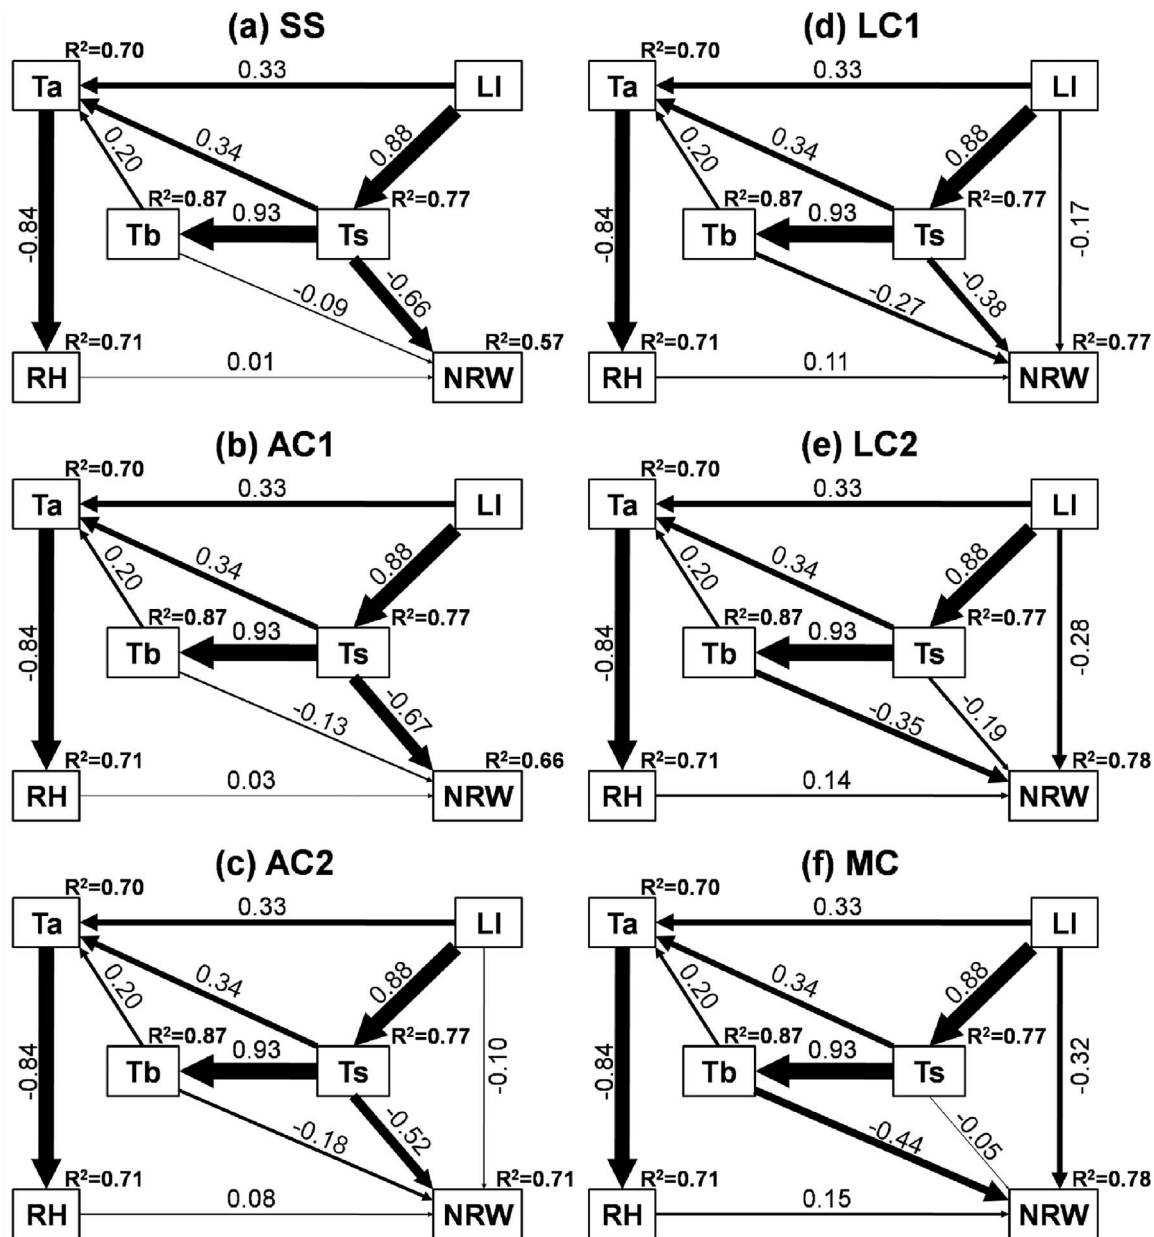 (a) SS
R²=0.70
Ta
0.33
LI
0.34
0.88
0.20
R²=0.87
0.93
R²=0.77
Tb
Ts
-0.84
-0.09
-0.66
R²=0.71
0.01
R²=0.57
RH
NRW
(d) LC1
R²=0.70
Ta
0.33
LI
0.34
0.88
0.20
R²=0.87
0.93
R²=0.77
Tb
Ts
-0.84
-0.17
-0.27
-0.38
R²=0.71
0.11
R²=0.77
RH
NRW
(b) AC1
R²=0.70
Ta
0.33
LI
0.34
0.88
0.20
R²=0.87
0.93
R²=0.77
Tb
Ts
-0.84
-0.13
-0.67
R²=0.71
0.03
R²=0.66
RH
NRW
(e) LC2
R²=0.70
Ta
0.33
LI
0.34
0.88
0.20
R²=0.87
0.93
R²=0.77
Tb
Ts
-0.84
-0.28
-0.35
-0.19
R²=0.71
0.14
R²=0.78
RH
NRW
(c) AC2
R²=0.70
Ta
0.33
LI
0.34
0.88
0.20
R²=0.87
0.93
R²=0.77
Tb
Ts
-0.84
-0.10
-0.18
-0.52
R²=0.71
0.08
R²=0.71
RH
NRW
(f) MC
R²=0.70
Ta
0.33
LI
0.34
0.88
0.20
R²=0.87
0.93
R²=0.77
Tb
Ts
-0.84
-0.32
-0.44
-0.05
R²=0.71
0.15
R²=0.78
RH
NRW